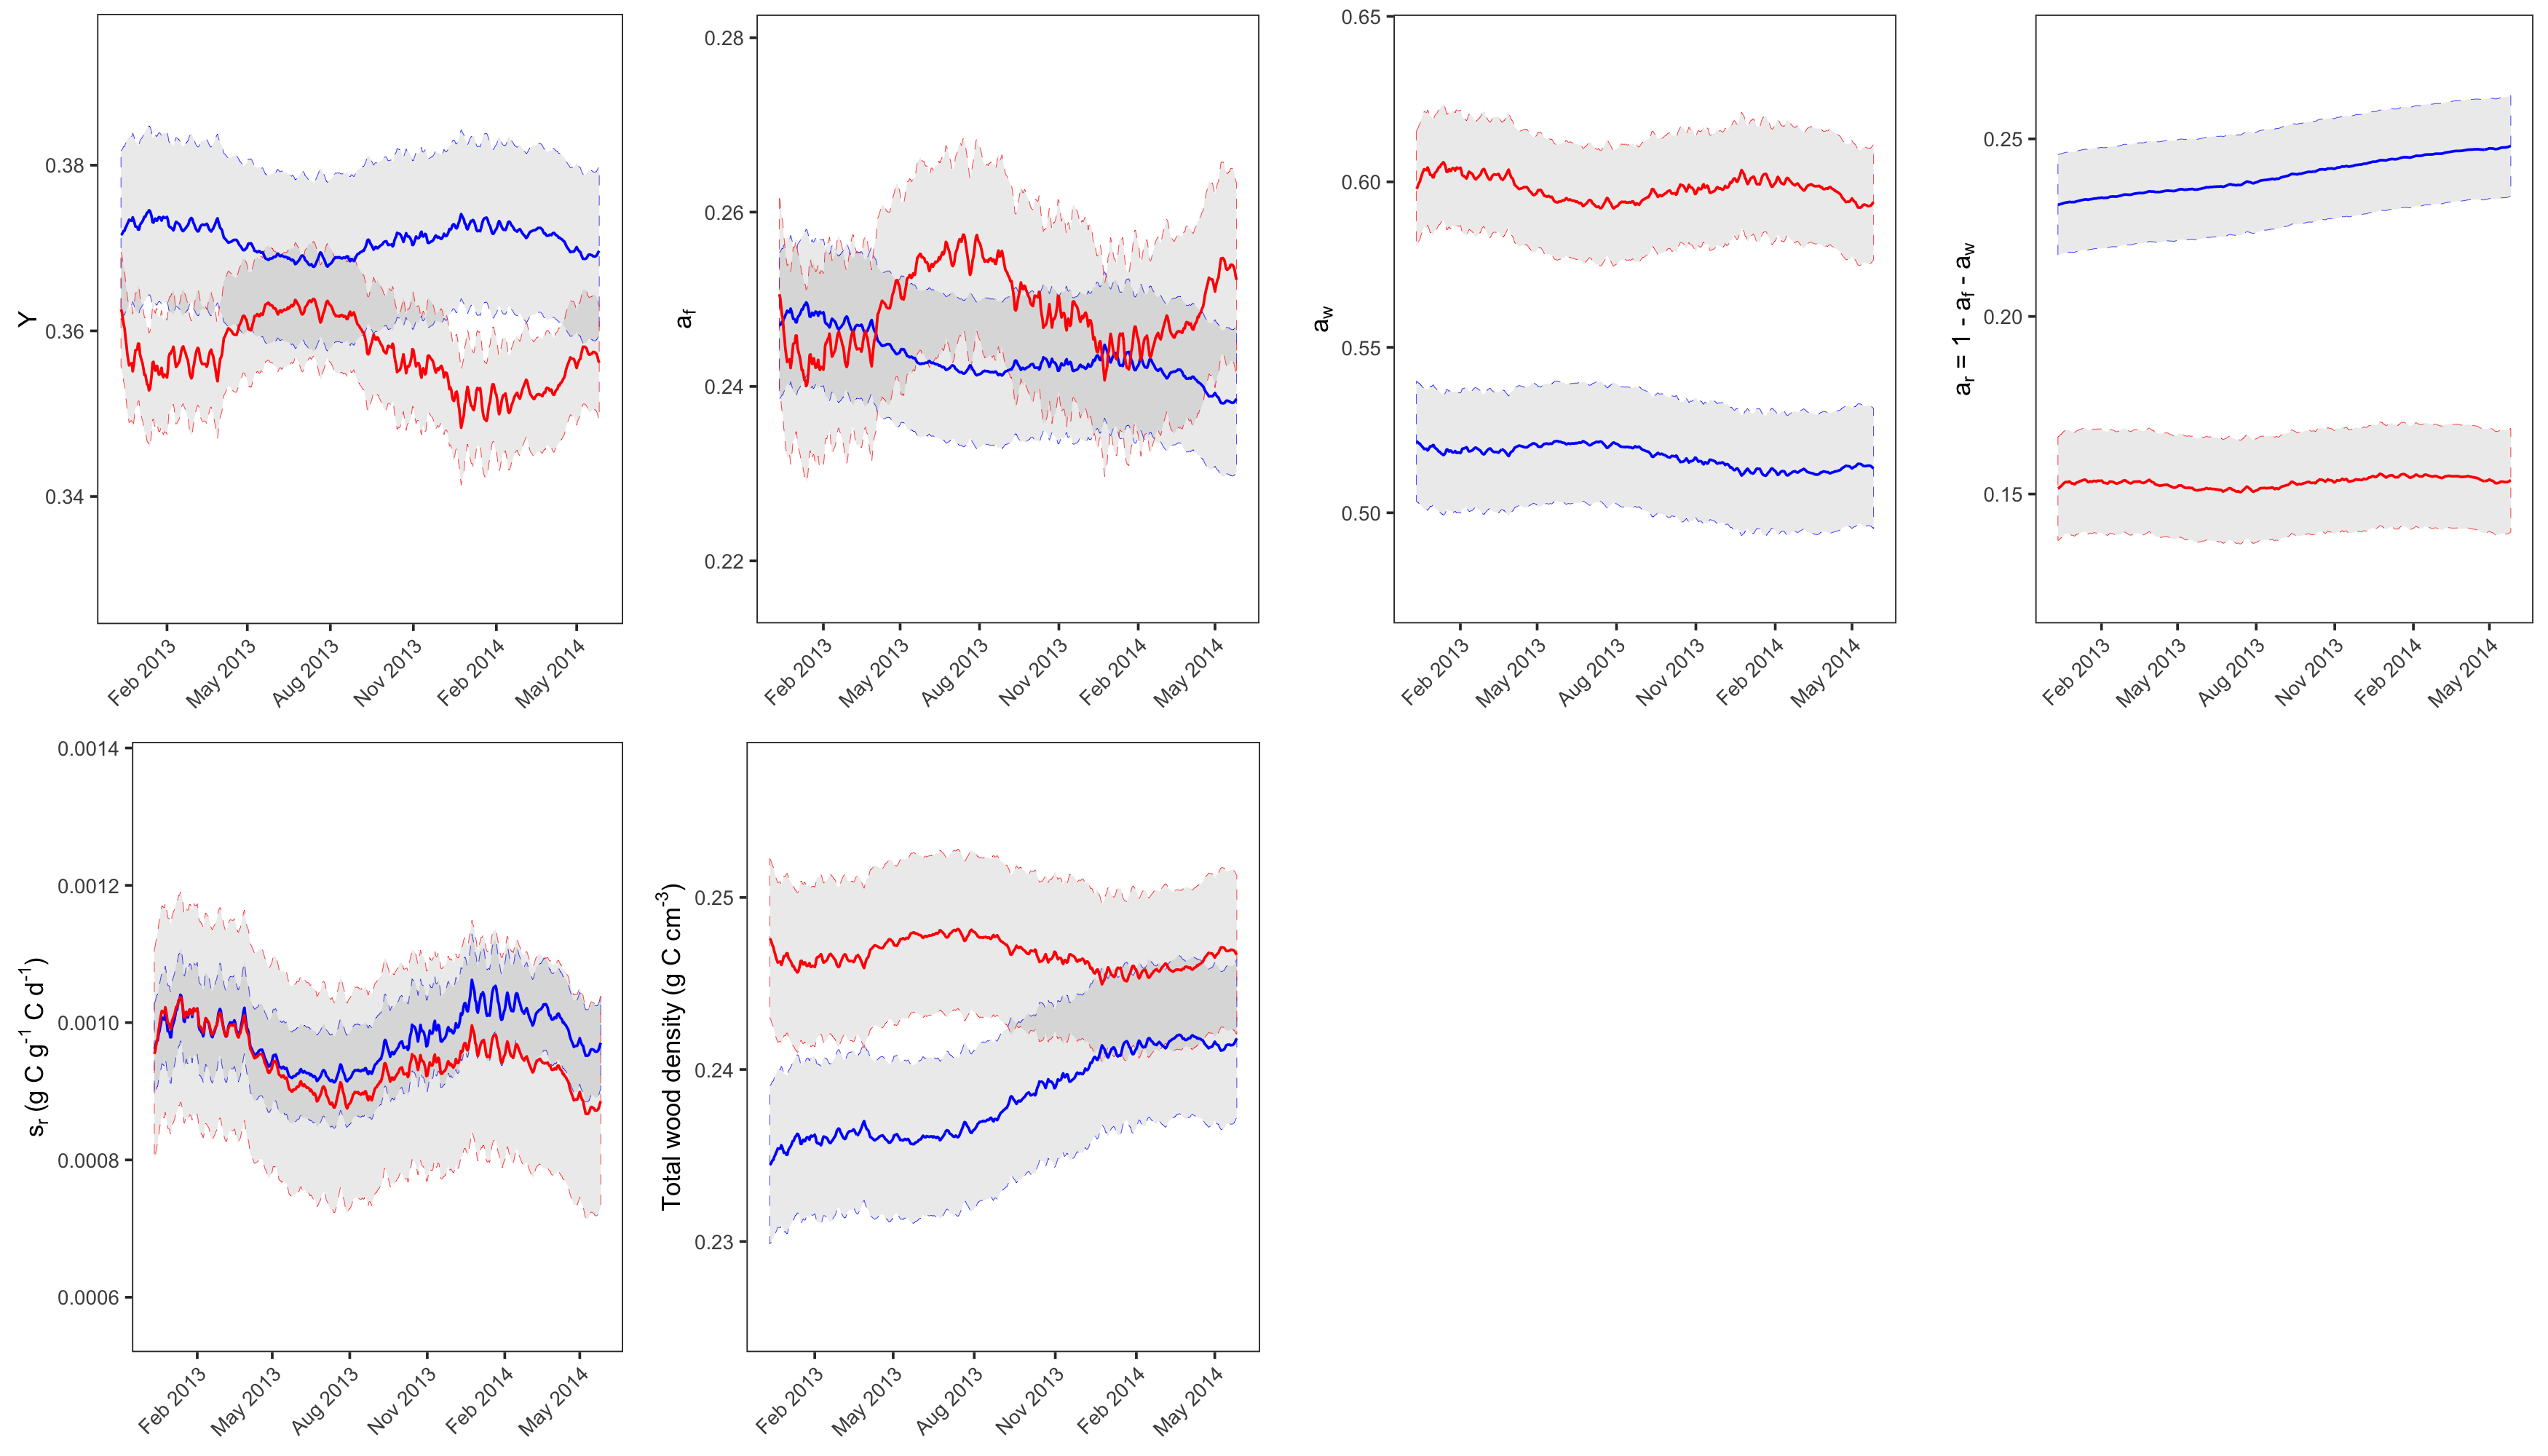 Y
0.38
0.36
0.34
Feb 2013
May 2013
Aug 2013
Nov 2013
Feb 2014
May 2014
af
0.28
0.26
0.24
0.22
Feb 2013
May 2013
Aug 2013
Nov 2013
Feb 2014
May 2014
aw
0.65
0.60
0.55
0.50
Feb 2013
May 2013
Aug 2013
Nov 2013
Feb 2014
May 2014
ar = 1 - af - aw
0.25
0.20
0.15
Feb 2013
May 2013
Aug 2013
Nov 2013
Feb 2014
May 2014
sr (g C g-1 C d-1)
0.0014
0.0012
0.0010
0.0008
0.0006
Feb 2013
May 2013
Aug 2013
Nov 2013
Feb 2014
May 2014
Total wood density (g C cm-3)
0.25
0.24
0.23
Feb 2013
May 2013
Aug 2013
Nov 2013
Feb 2014
May 2014